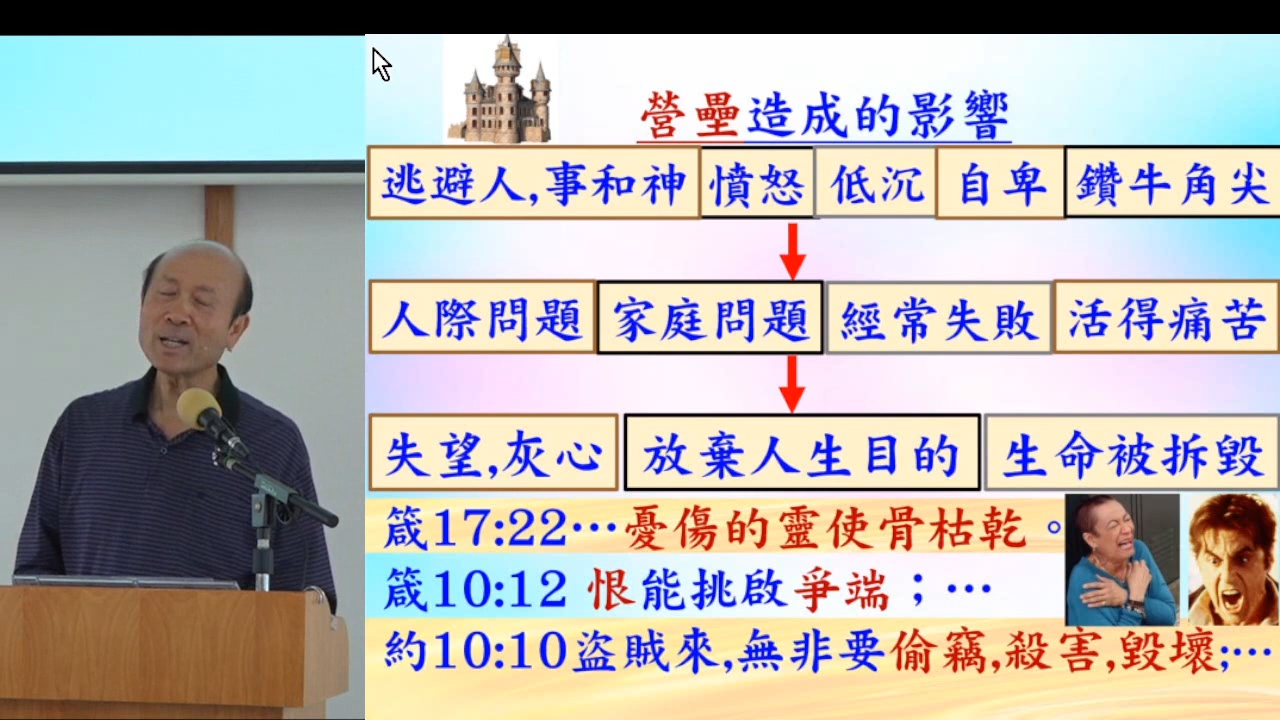 營壘造成的影響
逃避人,事和神 憤怒 低沉 自卑 鑽牛角尖
人際問題 家庭問題 經常失敗 活得痛苦
失望,灰心 放棄人生目的 生命被拆毀
箴17:22…憂傷的靈使骨枯乾。
箴10:12 恨能挑啟爭端；…
約10:10盜賊來,無非要偷竊,殺害,毀壞;…